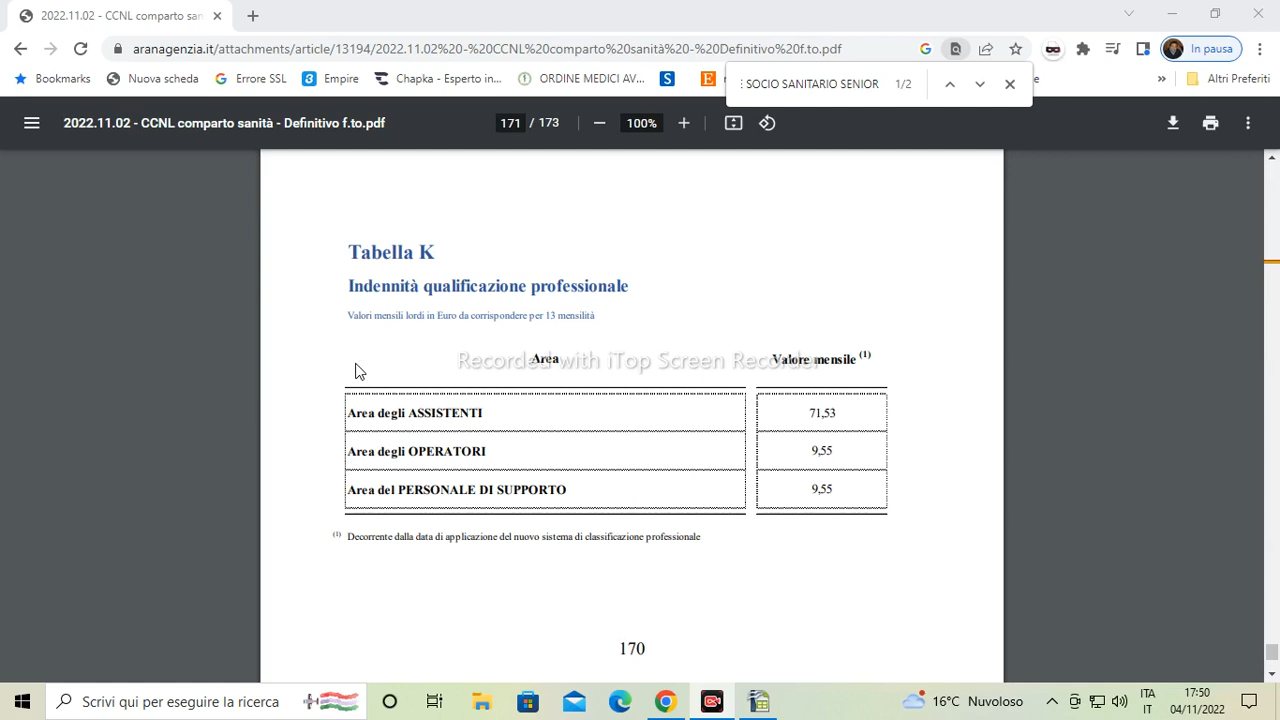 2022.11.02 - CCNL comparto san
aranagenzia.it/attachments/article/13194/2022.11.02%20-%20CCNL%20comparto%20sanità%20-%20Definitivo%20f.to.pdf
In pausa
Bookmarks
Nuova scheda
Errore SSL
Empire
Chapka - Esperto in...
ORDINE MEDICI AV...
»
Altri Preferiti
SOCIO SANITARIO SENIOR 1/2
2022.11.02 - CCNL comparto sanità - Definitivo f.to.pdf
171 / 173
100%
Tabella K
Indennità qualificazione professionale
Valori mensili lordi in Euro da corrispondere per 13 mensilità
Recorded with iTop Screen Recorder
Area Valore mensile (1)
Area degli ASSISTENTI 71,53
Area degli OPERATORI 9,55
Area del PERSONALE DI SUPPORTO 9,55
(1) Decorrente dalla data di applicazione del nuovo sistema di classificazione professionale
170
Scrivi qui per eseguire la ricerca
16°C Nuvoloso
ITA
IT
17:50
04/11/2022